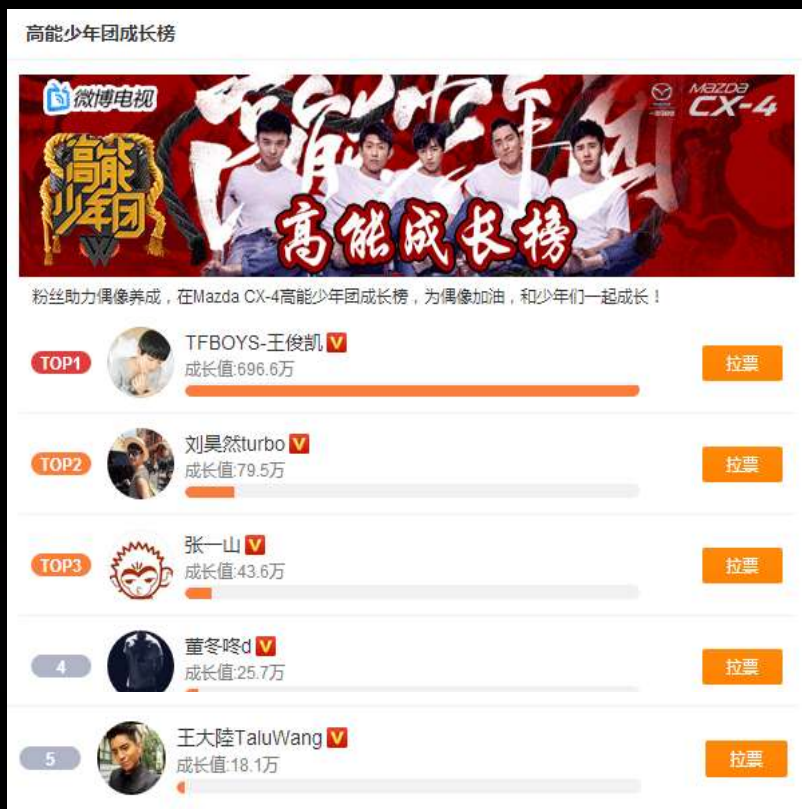 高能少年团成长榜
微博电视
mazda
CX-4
高能少年团
高能
少年团
高能成长榜
粉丝助力偶像养成，在Mazda CX-4高能少年团成长榜，为偶像加油，和少年们一起成长！
TOP1
TFBOYS-王俊凯 V
成长值:696.6万
拉票
TOP2
刘昊然turbo V
成长值:79.5万
拉票
TOP3
张一山 V
成长值:43.6万
拉票
4
董冬咚d V
成长值:25.7万
拉票
5
王大陸TaluWang V
成长值:18.1万
拉票